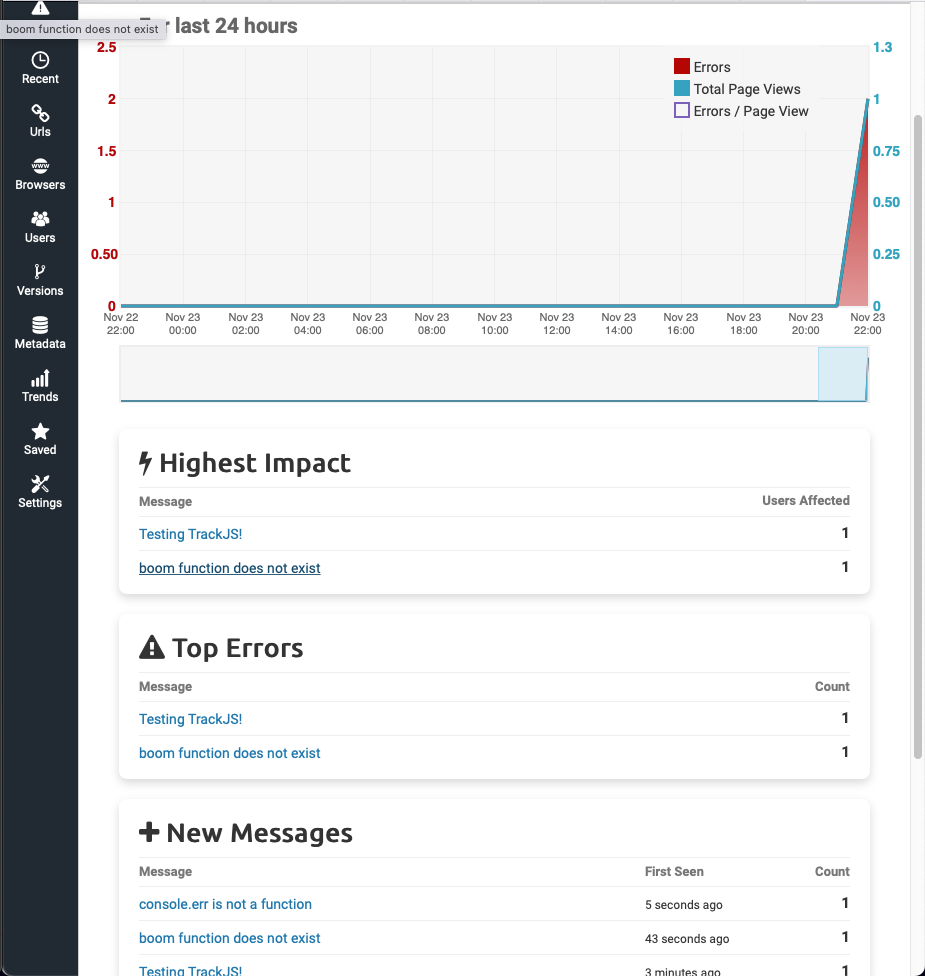 boom function does not exist
r last 24 hours
Recent
Urls
www
Browsers
Users
Versions
Metadata
Trends
Saved
Settings
2.5
2
1.5
1
0.50
0
1.3
1
0.75
0.50
0.25
0
Errors
Total Page Views
Errors / Page View
Nov 22 Nov 23 Nov 23 Nov 23 Nov 23 Nov 23 Nov 23 Nov 23 Nov 23 Nov 23 Nov 23 Nov 23 Nov 23
22:00 00:00 02:00 04:00 06:00 08:00 10:00 12:00 14:00 16:00 18:00 20:00 22:00
Highest Impact
Message Users Affected
Testing TrackJS! 1
boom function does not exist 1
Top Errors
Message Count
Testing TrackJS! 1
boom function does not exist 1
New Messages
Message First Seen Count
console.err is not a function 5 seconds ago 1
boom function does not exist 43 seconds ago 1
Testing TrackJS! 3 minutes ago 1